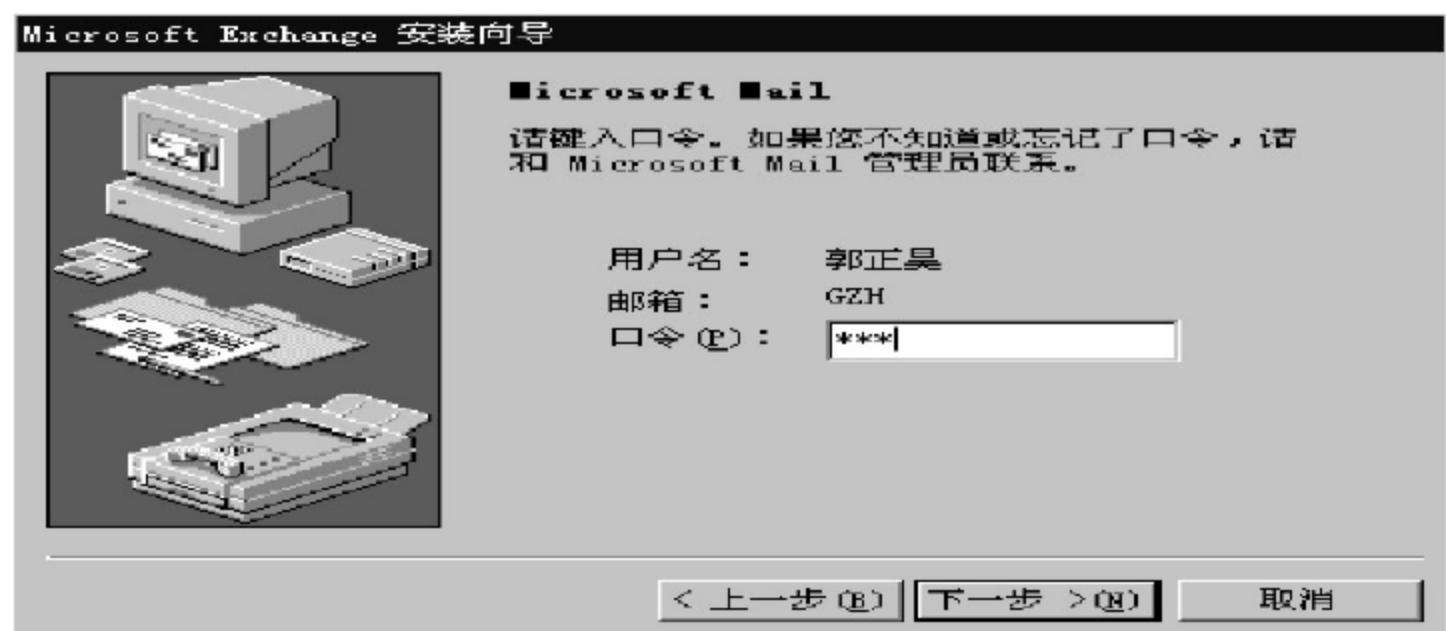 Microsoft Exchange 安装向导
Microsoft Mail
请键入口令。如果您不知道或忘记了口令，请
和 Microsoft Mail 管理员联系。
用户名： 郭正昊
邮箱： GZH
口令(P)： ***
< 上一步(B) 下一步 >(N) 取消